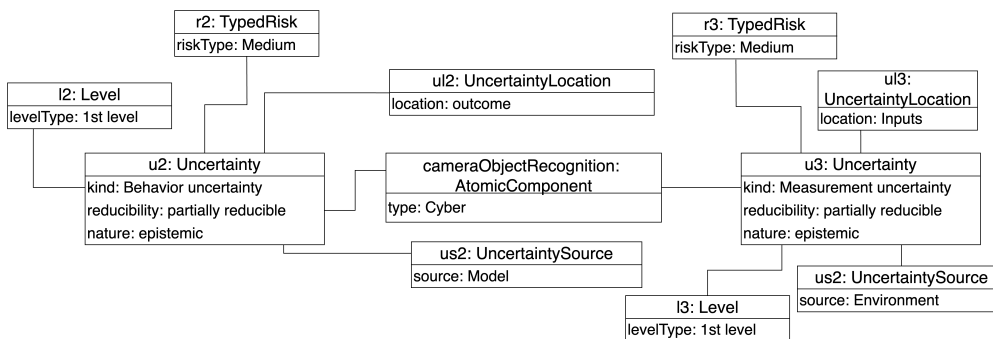 r2: TypedRisk
riskType: Medium
r3: TypedRisk
riskType: Medium
l2: Level
levelType: 1st level
ul2: UncertaintyLocation
location: outcome
ul3:
UncertaintyLocation
location: Inputs
u2: Uncertainty
kind: Behavior uncertainty
reducibility: partially reducible
nature: epistemic
cameraObjectRecognition:
AtomicComponent
type: Cyber
u3: Uncertainty
kind: Measurement uncertainty
reducibility: partially reducible
nature: epistemic
us2: UncertaintySource
source: Model
us2: UncertaintySource
source: Environment
l3: Level
levelType: 1st level